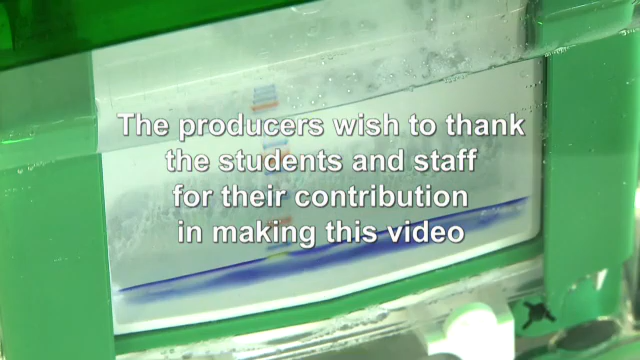 The producers wish to thank
the students and staff
for their contribution
in making this video